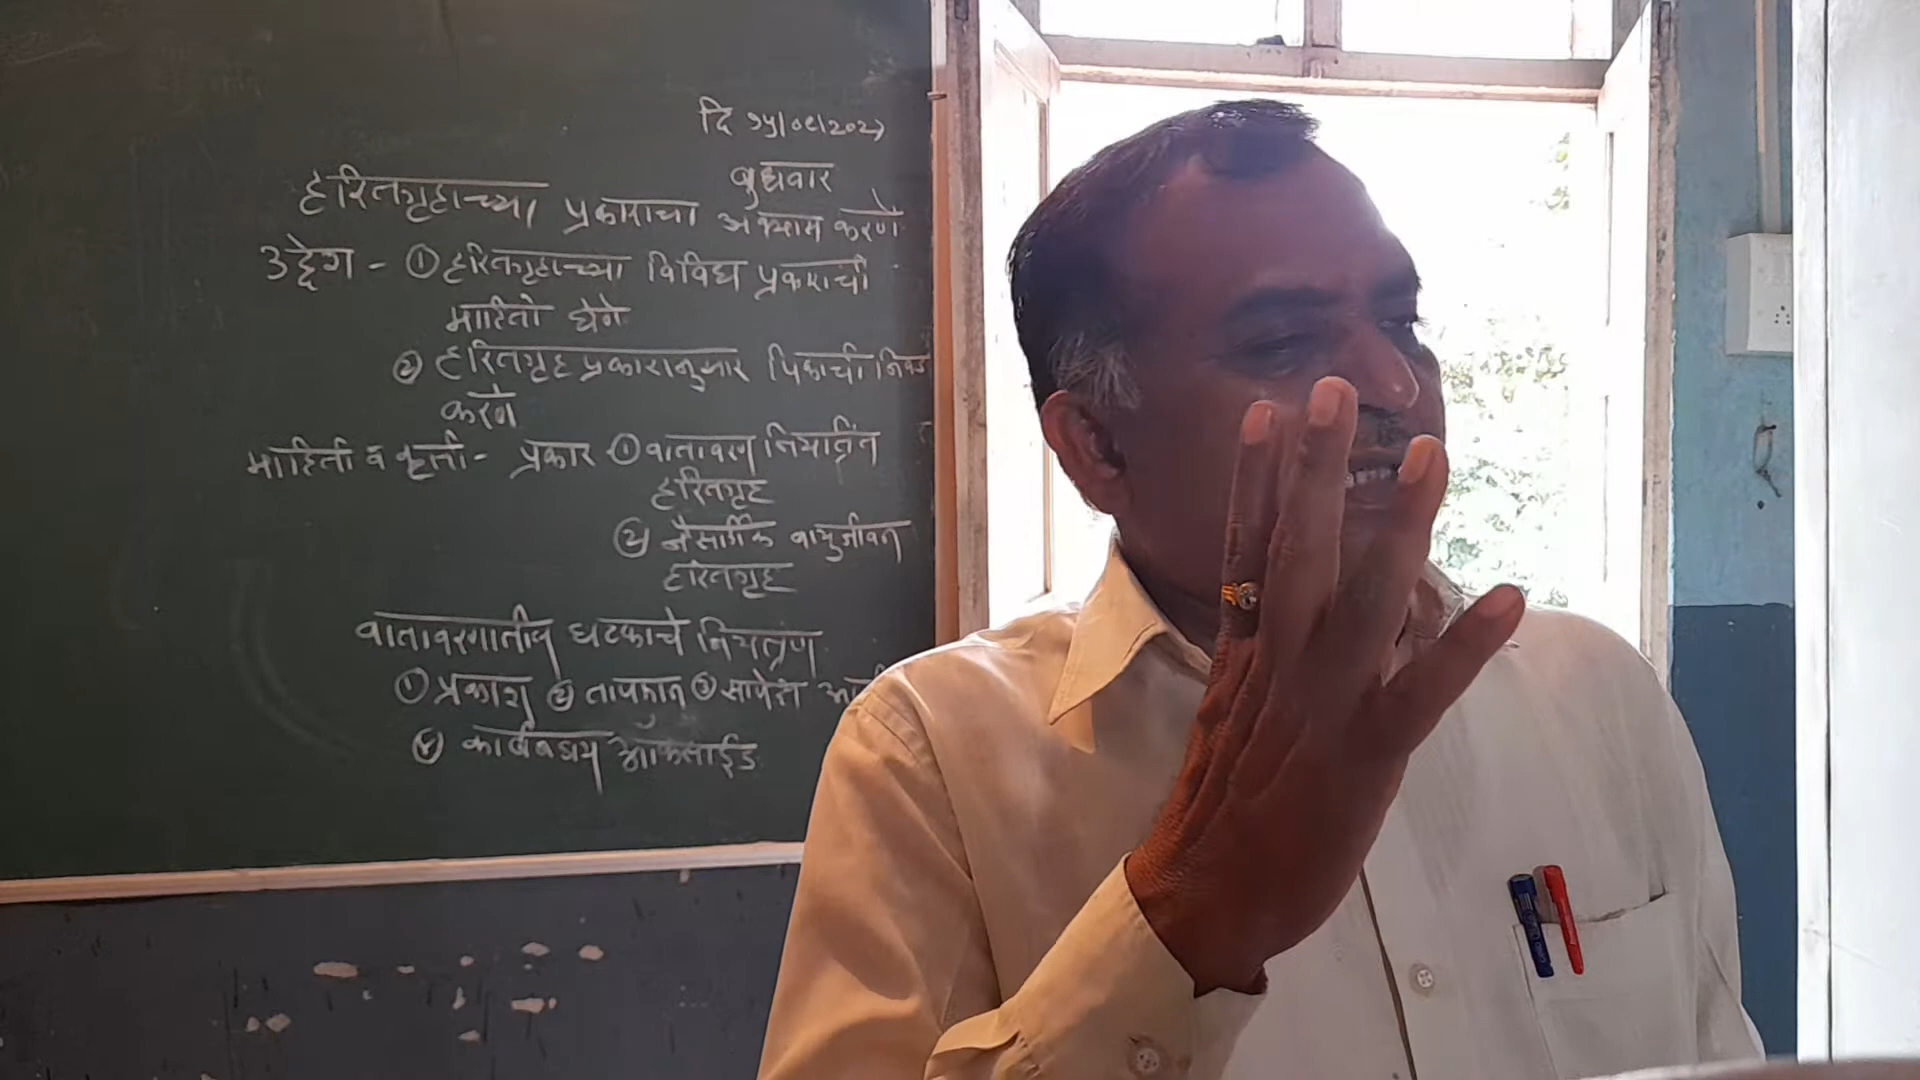 दि १५/०९/२०२१
बुधवार
हरितगृहाच्या प्रकाराचा अभ्यास करणे
उद्देश - ① हरितगृहाच्या विविध प्रकाराची
माहिती घेणे
② हरितगृह प्रकारानुसार पिकाची निवड
करणे
माहिती व कृती - प्रकार ① वातावरण नियंत्रित
हरितगृह
② नैसर्गिक वायुजीवन
हरितगृह
वातावरणातील घटकाचे नियंत्रण
① प्रकाश ② तापमान ③ सापेक्ष
④ कार्बनडाय ऑक्साईड